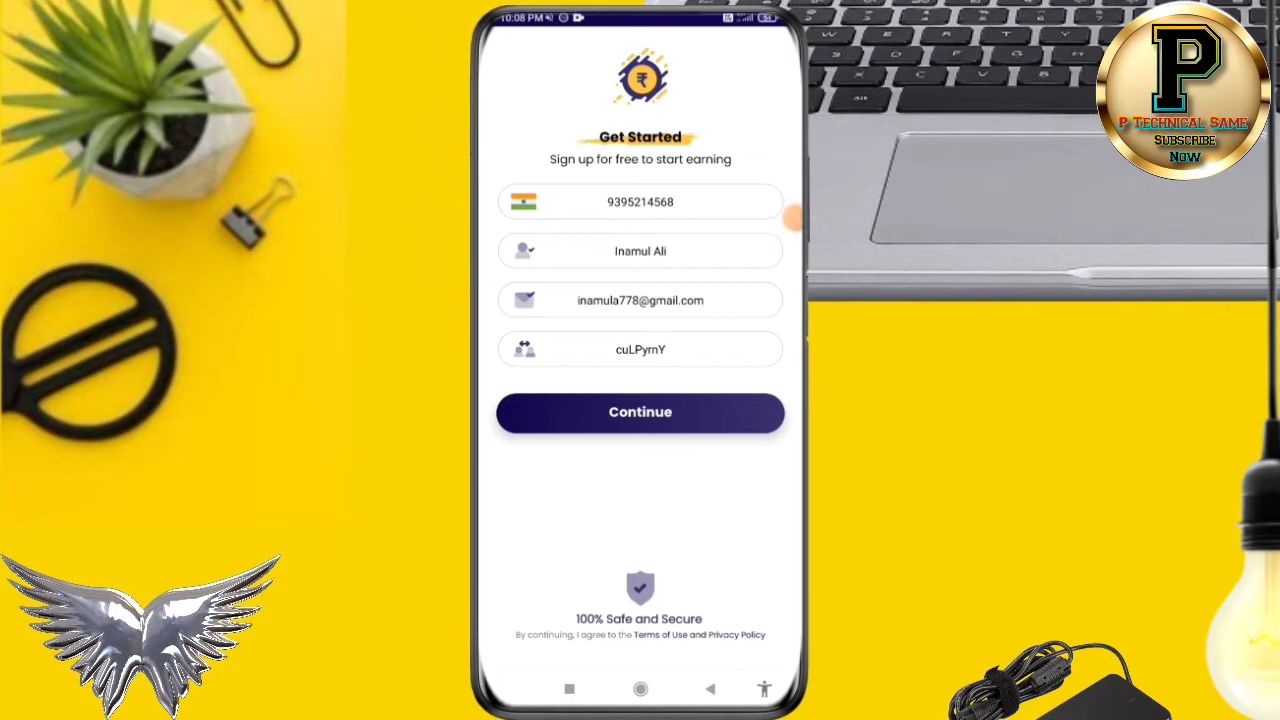 10:08 PM
54
₹
Get Started
Sign up for free to start earning
9395214568
Inamul Ali
inamula778@gmail.com
cuLPyrnY
Continue
100% Safe and Secure
By continuing, I agree to the Terms of Use and Privacy Policy
P
P Technical Same
Subscribe
Now
W E R T Y
Alt